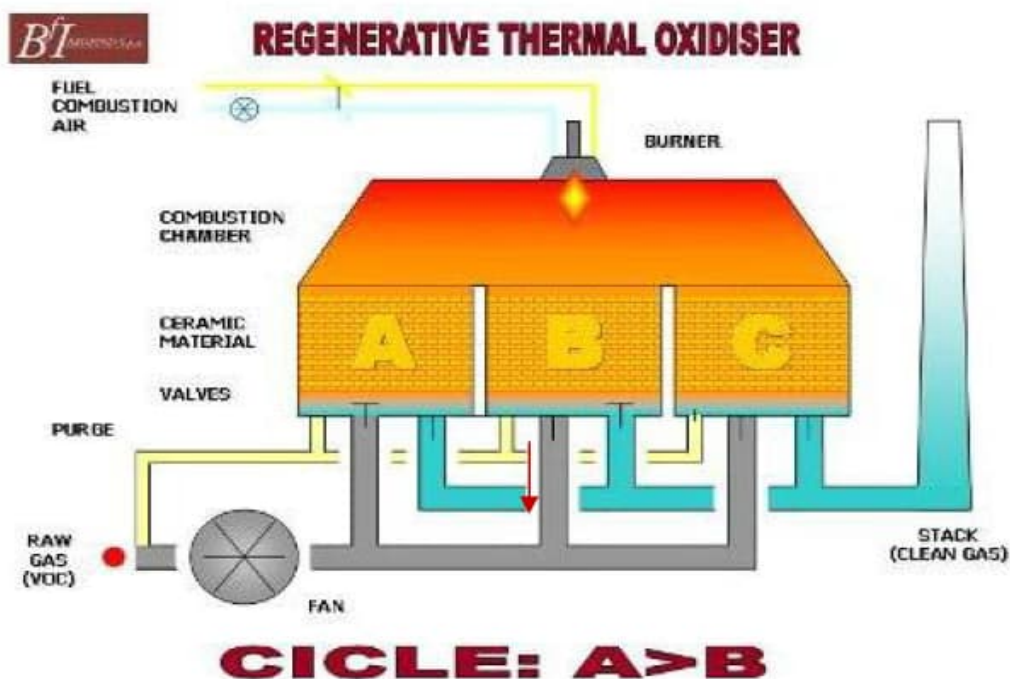 BfT
REGENERATIVE THERMAL OXIDISER
FUEL
COMBUSTION
AIR
BURNER
COMBUSTION
CHAMBER
CERAMIC
MATERIAL
A B C
VALVES
PURGE
RAW
GAS
(VOC)
FAN
STACK
(CLEAN GAS)
CICLE: A>B